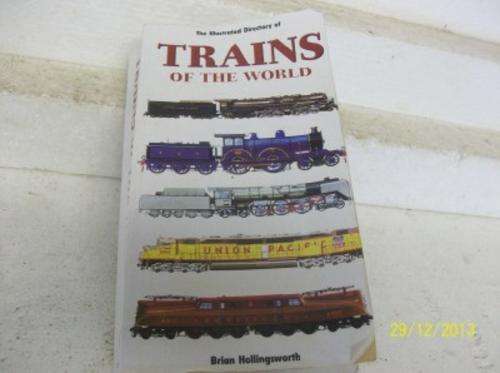 The Illustrated Directory of
TRAINS
OF THE WORLD
UNION PACIFIC
Brian Hollingsworth
29/12/2013